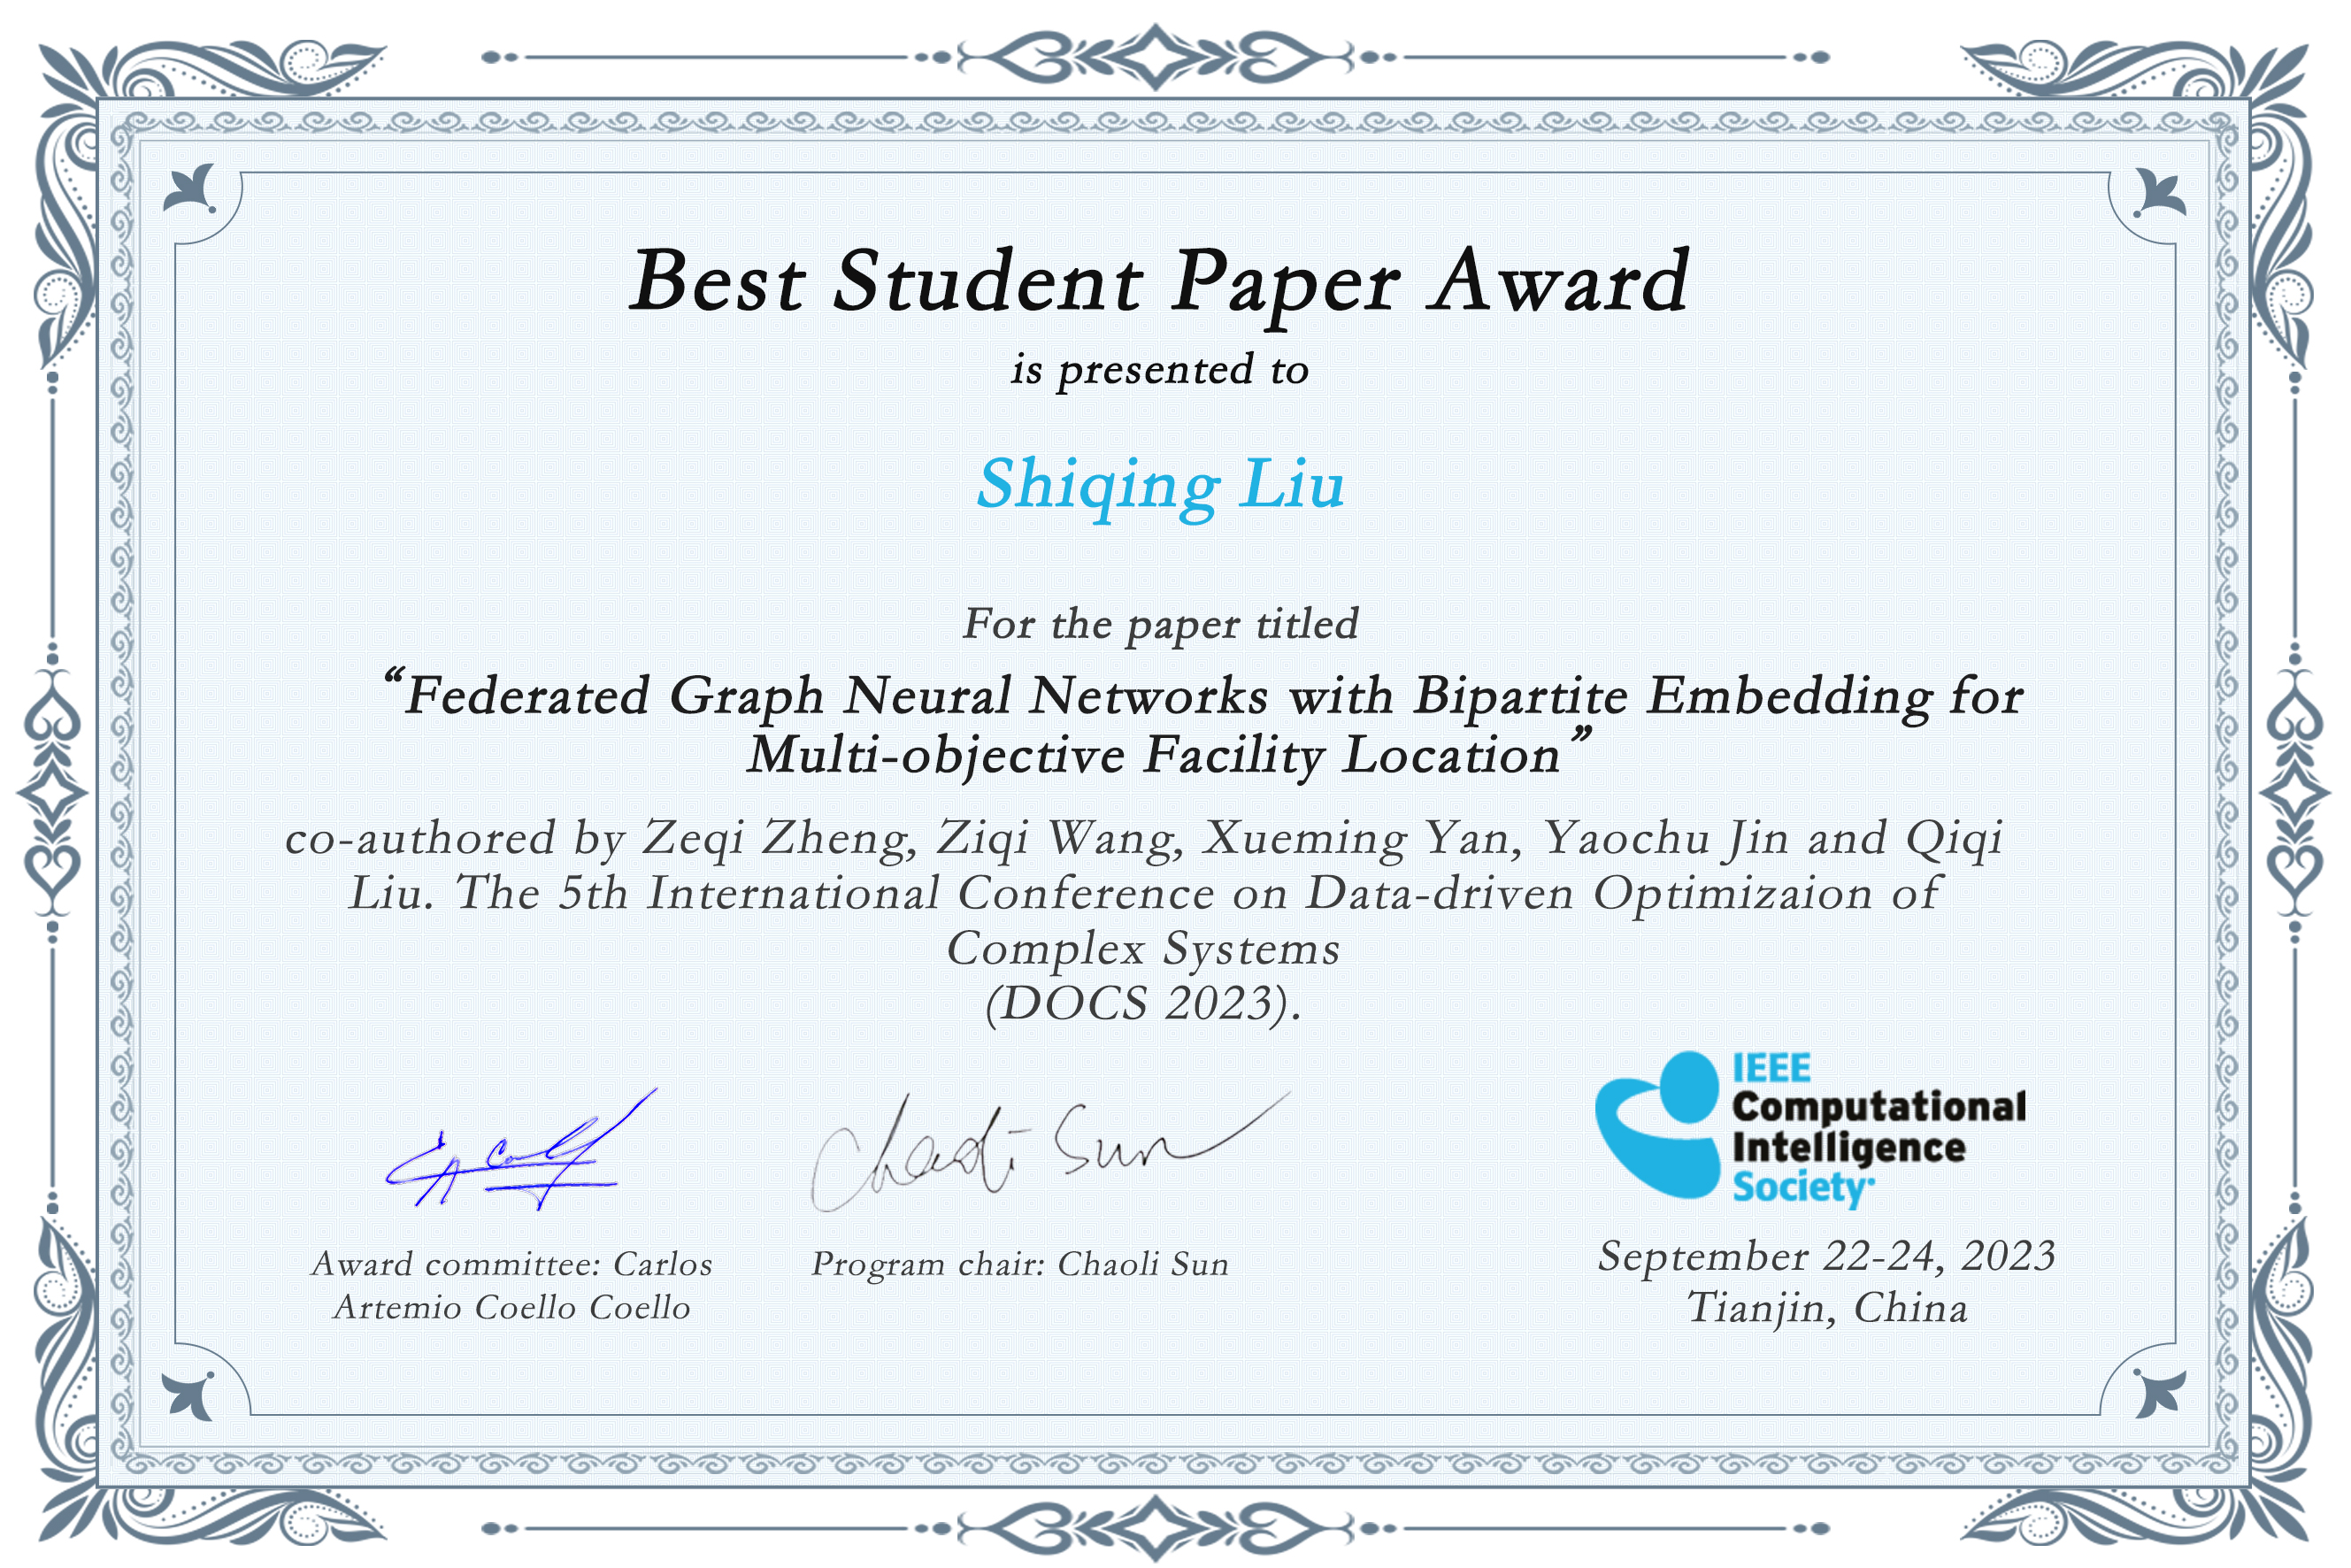 Best Student Paper Award
is presented to
Shiqing Liu
For the paper titled
“Federated Graph Neural Networks with Bipartite Embedding for
Multi-objective Facility Location”
co-authored by Zeqi Zheng, Ziqi Wang, Xueming Yan, Yaochu Jin and Qiqi
Liu. The 5th International Conference on Data-driven Optimizaion of
Complex Systems
(DOCS 2023).
Chaoli Sun
IEEE
Computational
Intelligence
Society
Award committee: Carlos
Artemio Coello Coello
Program chair: Chaoli Sun
September 22-24, 2023
Tianjin, China